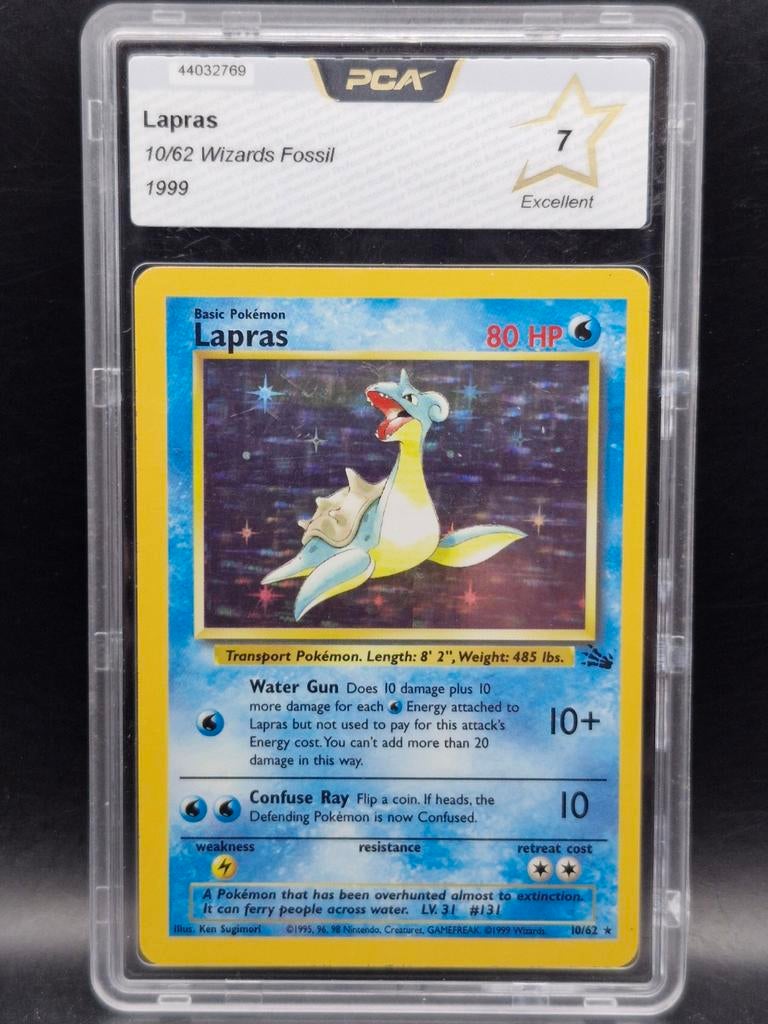 44032769
PCA
Lapras
10/62 Wizards Fossil
1999
7
Excellent
Basic Pokémon
Lapras
80 HP
Transport Pokémon. Length: 8' 2", Weight: 485 lbs.
Water Gun Does 10 damage plus 10
more damage for each Energy attached to
Lapras but not used to pay for this attack's
Energy cost. You can't add more than 20
damage in this way.
10+
Confuse Ray Flip a coin. If heads, the
Defending Pokémon is now Confused.
10
weakness
resistance
retreat cost
A Pokémon that has been overhunted almost to extinction.
It can ferry people across water. LV. 31 #131
Illus. Ken Sugimori ©1995, 96, 98 Nintendo, Creatures, GAMEFREAK. ©1999 Wizards. 10/62 ★